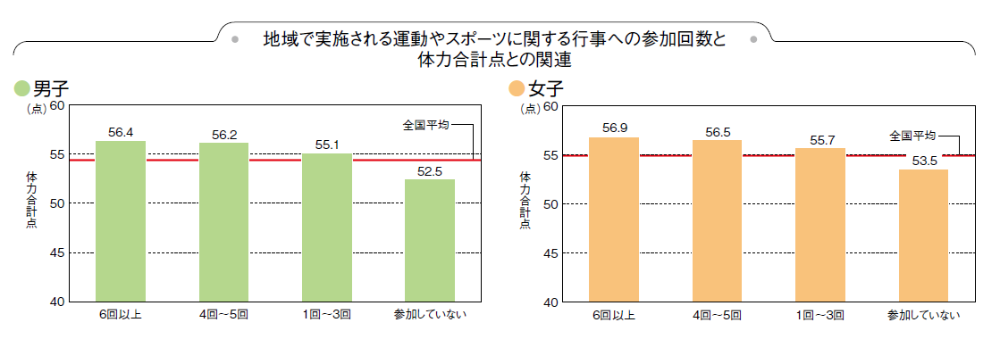 地域で実施される運動やスポーツに関する行事への参加回数と
体力合計点との関連
男子
(点)
60
55
50
45
40
体力合計点
56.4
56.2
55.1
52.5
全国平均
6回以上
4回～5回
1回～3回
参加していない
女子
(点)
60
55
50
45
40
体力合計点
56.9
56.5
55.7
53.5
全国平均
6回以上
4回～5回
1回～3回
参加していない